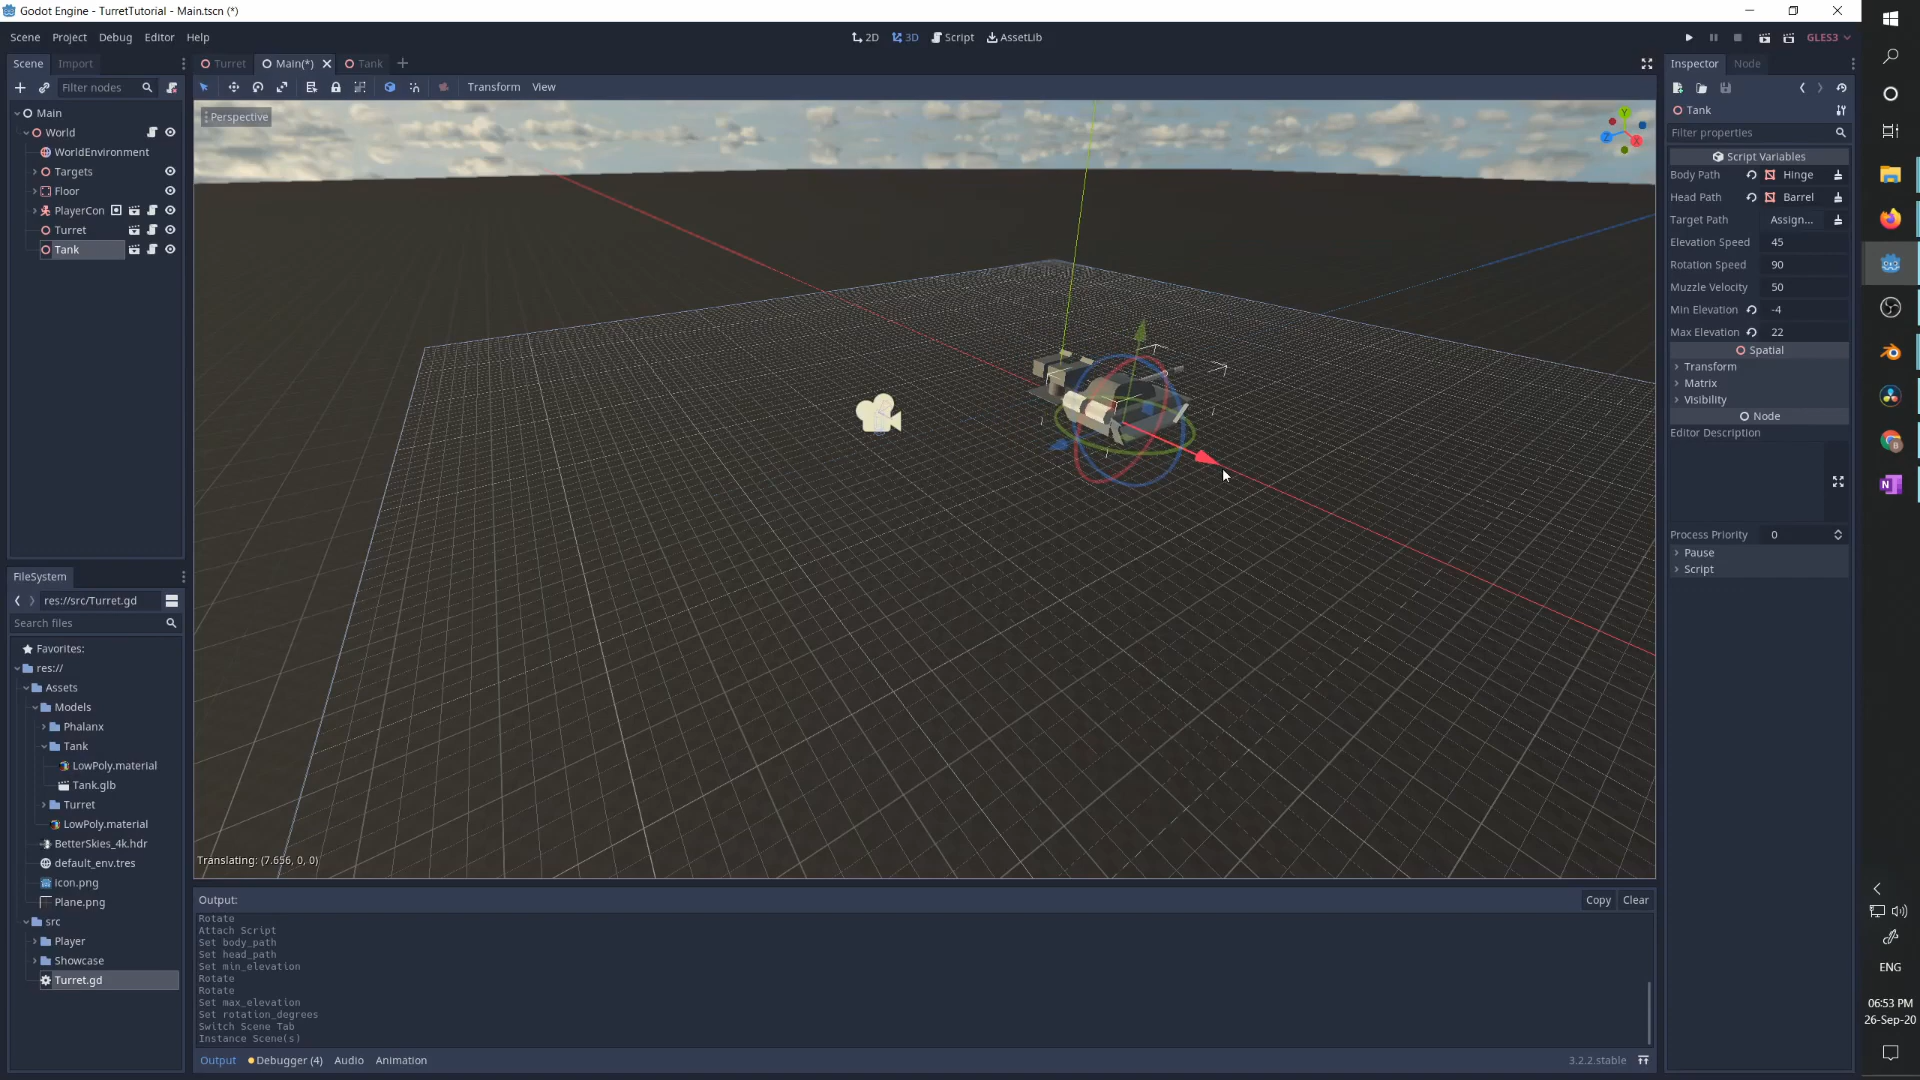 Godot Engine - TurretTutorial - Main.tscn (*)
Scene Project Debug Editor Help
2D 3D Script AssetLib
GLES3
Scene Import
Turret Main(*) Tank
Inspector Node
Filter nodes
Transform View
Perspective
Main
World
WorldEnvironment
Targets
Floor
PlayerCon
Turret
Tank
Y
Z
X
Tank
Filter properties
Script Variables
Body Path Hinge
Head Path Barrel
Target Path Assign...
Elevation Speed 45
Rotation Speed 90
Muzzle Velocity 50
Min Elevation -4
Max Elevation 22
Spatial
Transform
Matrix
Visibility
Node
Editor Description
Process Priority 0
Pause
Script
FileSystem
res://src/Turret.gd
Search files
Favorites:
res://
Assets
Models
Phalanx
Tank
LowPoly.material
Tank.glb
Turret
LowPoly.material
BetterSkies_4k.hdr
default_env.tres
icon.png
Plane.png
src
Player
Showcase
Turret.gd
Translating: (7.656, 0, 0)
Output:
Copy Clear
Rotate
Attach Script
Set body_path
Set head_path
Set min_elevation
Rotate
Rotate
Set max_elevation
Set rotation_degrees
Switch Scene Tab
Instance Scene(s)
Output Debugger (4) Audio Animation
3.2.2.stable
ENG
06:53 PM
26-Sep-20